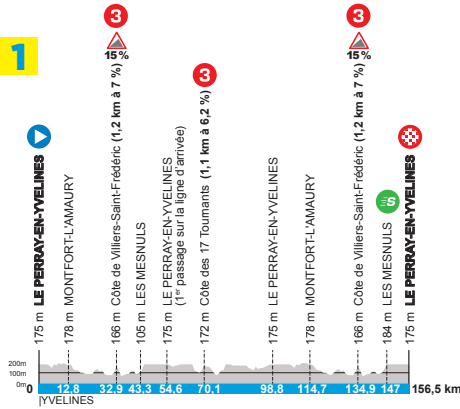 1
3
15 %
3
3
15 %
S
175 m LE PERRAY-EN-YVELINES
178 m MONTFORT-L'AMAURY
166 m Côte de Villiers-Saint-Frédéric (1,2 km à 7 %)
105 m LES MESNULS
175 m LE PERRAY-EN-YVELINES
(1er passage sur la ligne d'arrivée)
172 m Côte des 17 Tournants (1,1 km à 6,2 %)
175 m LE PERRAY-EN-YVELINES
178 m MONTFORT-L'AMAURY
166 m Côte de Villiers-Saint-Frédéric (1,2 km à 7 %)
184 m LES MESNULS
175 m LE PERRAY-EN-YVELINES
200m
100m
0m
0 12,8 32,9 43,3 54,6 70,1 98,8 114,7 134,9 147 156,5 km
YVELINES